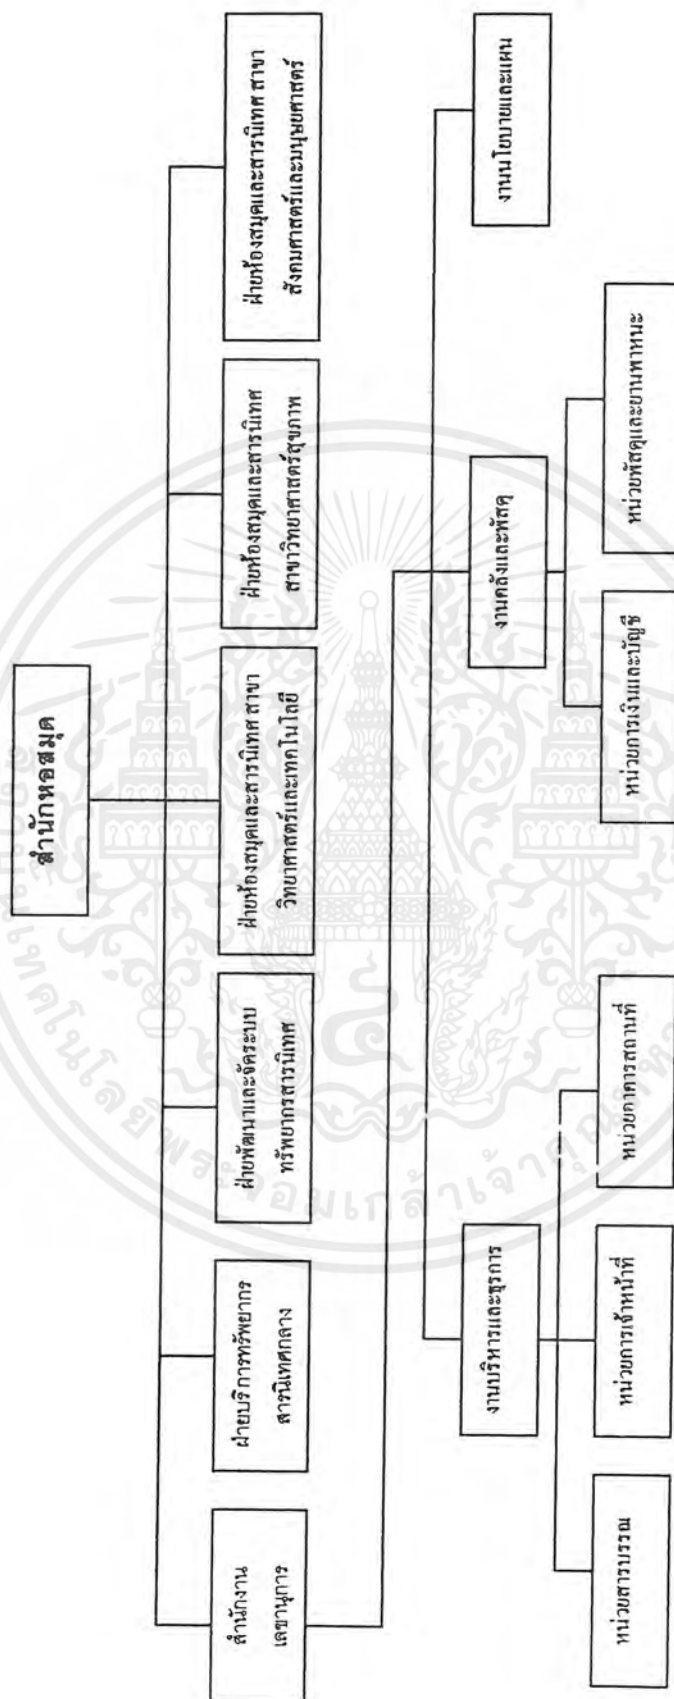 สำนักหอสมุด
สำนักงาน
เลขานุการ
ฝ่ายบริการทรัพยากร
สารนิเทศกลาง
ฝ่ายพัฒนาและจัดระบบ
ทรัพยากรสารนิเทศ
ฝ่ายห้องสมุดและสารนิเทศ สาขา
วิทยาศาสตร์และเทคโนโลยี
ฝ่ายห้องสมุดและสารนิเทศ
สาขาวิทยาศาสตร์สุขภาพ
ฝ่ายห้องสมุดและสารนิเทศ สาขา
สังคมศาสตร์และมนุษยศาสตร์
งานบริหารและธุรการ
งานคลังและพัสดุ
งานนโยบายและแผน
หน่วยสารบรรณ
หน่วยการเจ้าหน้าที่
หน่วยอาคารสถานที่
หน่วยการเงินและบัญชี
หน่วยพัสดุและยานพาหนะ